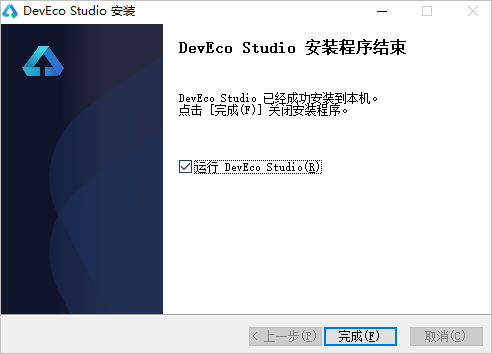 DevEco Studio 安装
DevEco Studio 安装程序结束
DevEco Studio 已经成功安装到本机。
点击 [完成(F)] 关闭安装程序。
运行 DevEco Studio(R)
< 上一步(P)
完成(F)
取消(C)